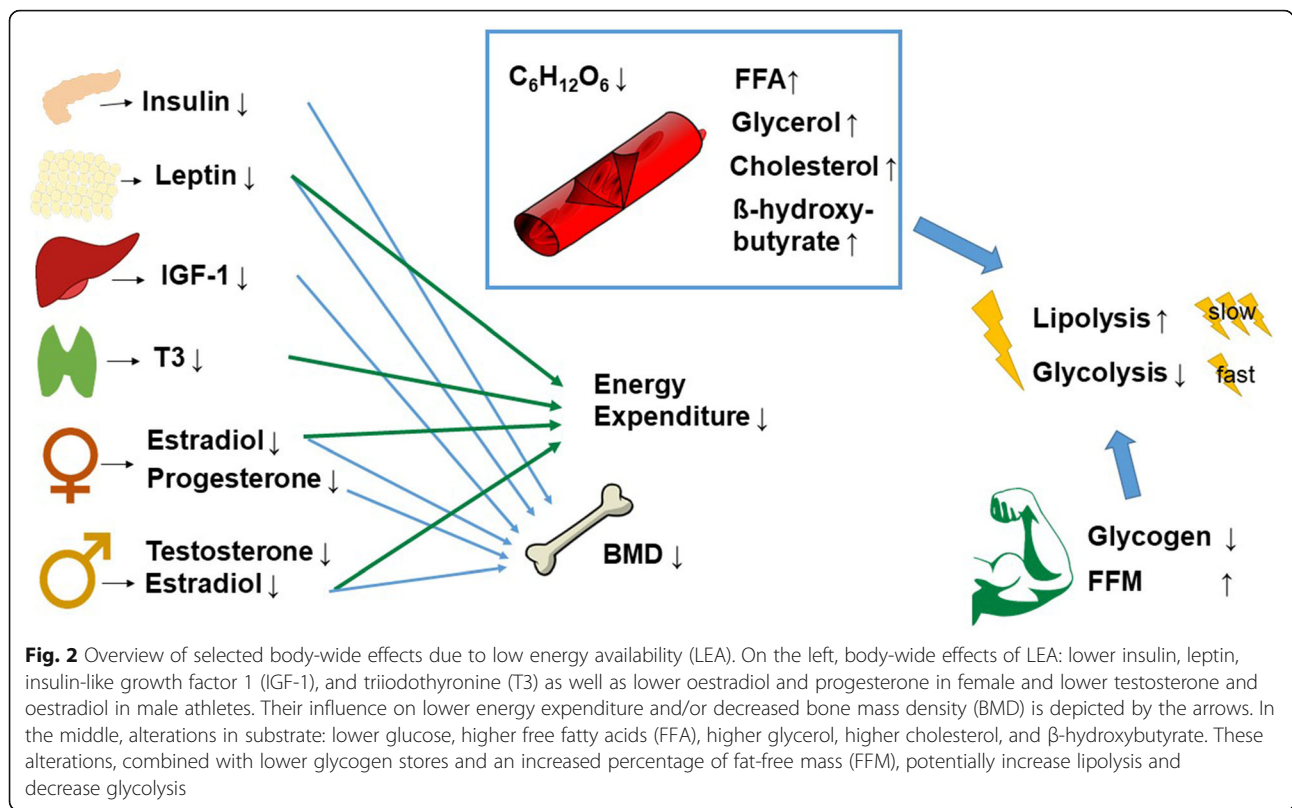 Insulin ↓
Leptin ↓
IGF-1 ↓
T3 ↓
Estradiol ↓
Progesterone ↓
Testosterone ↓
Estradiol ↓
C₆H₁₂O₆ ↓
FFA ↑
Glycerol ↑
Cholesterol ↑
ß-hydroxy-
butyrate ↑
Energy
Expenditure ↓
BMD ↓
Lipolysis ↑
slow
Glycolysis ↓
fast
Glycogen ↓
FFM ↑
Fig. 2 Overview of selected body-wide effects due to low energy availability (LEA). On the left, body-wide effects of LEA: lower insulin, leptin,
insulin-like growth factor 1 (IGF-1), and triiodothyronine (T3) as well as lower oestradiol and progesterone in female and lower testosterone and
oestradiol in male athletes. Their influence on lower energy expenditure and/or decreased bone mass density (BMD) is depicted by the arrows. In
the middle, alterations in substrate: lower glucose, higher free fatty acids (FFA), higher glycerol, higher cholesterol, and β-hydroxybutyrate. These
alterations, combined with lower glycogen stores and an increased percentage of fat-free mass (FFM), potentially increase lipolysis and
decrease glycolysis